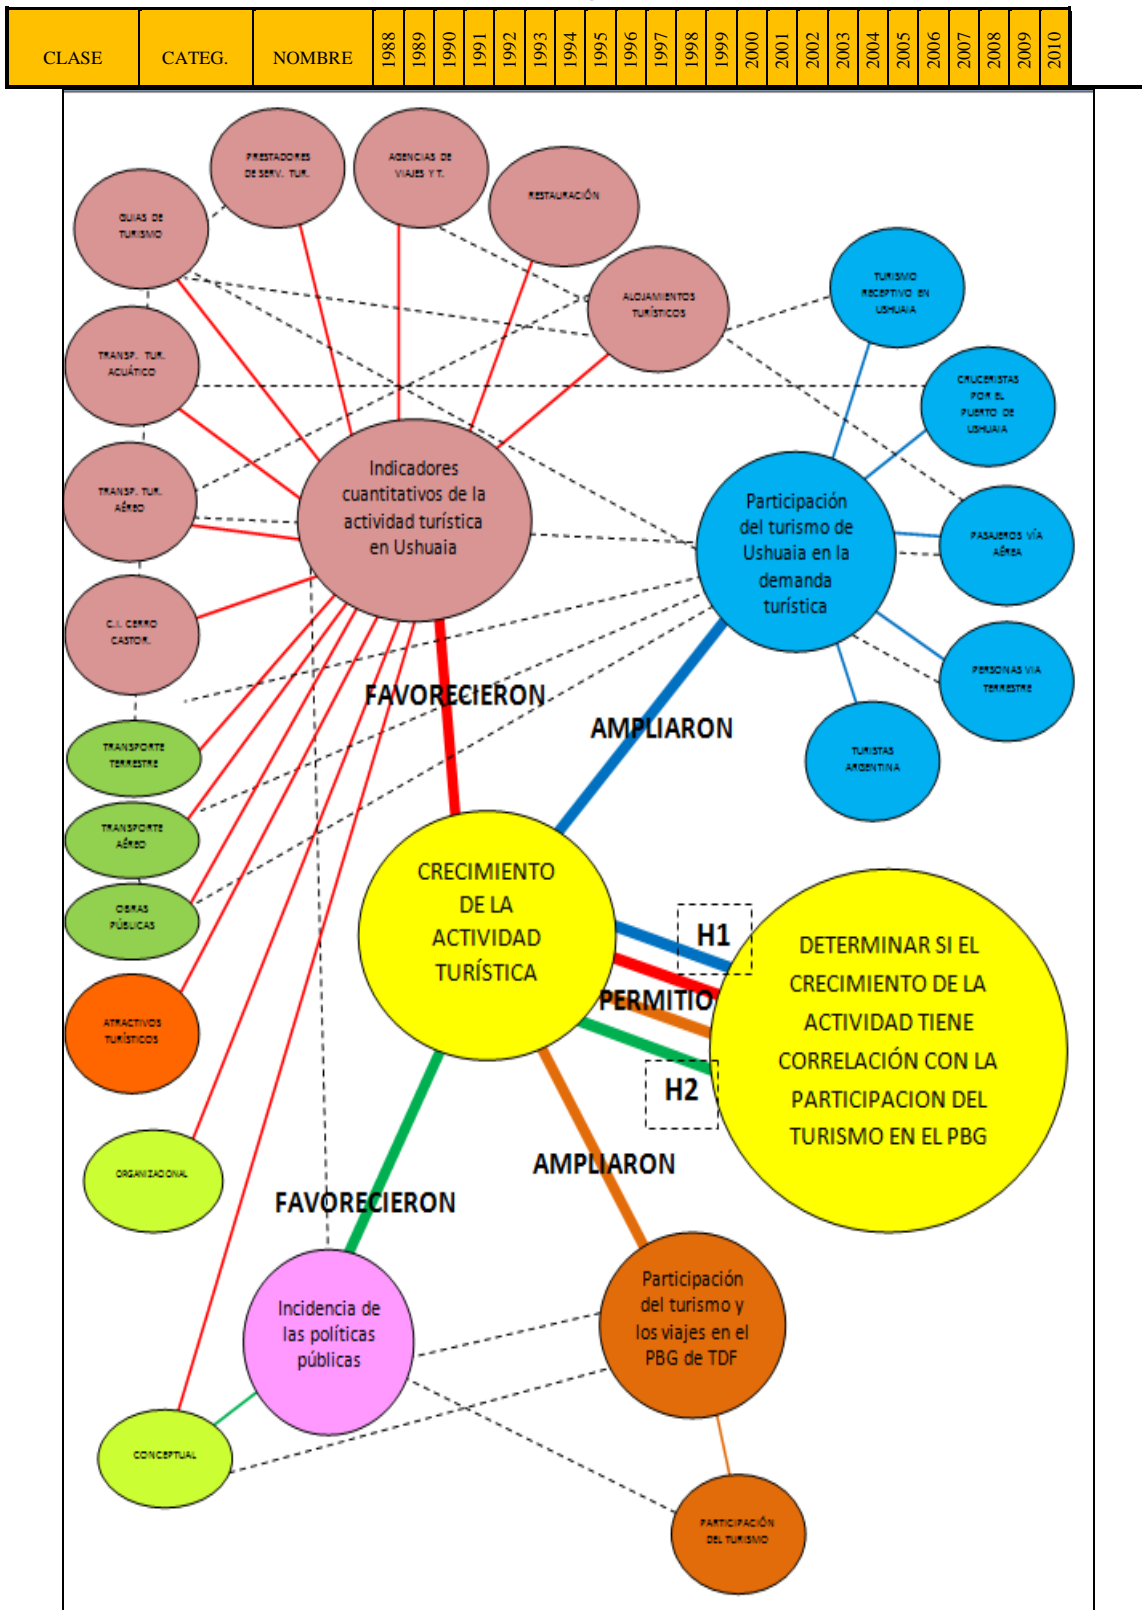 CLASE CATEG. NOMBRE 1988 1989 1990 1991 1992 1993 1994 1995 1996 1997 1998 1999 2000 2001 2002 2003 2004 2005 2006 2007 2008 2009 2010
PRESTADORES
DE SERV. TUR.
AGENCIAS DE
VIAJES Y T.
RESTAURACIÓN
GUIAS DE
TURISMO
ALOJAMIENTOS
TURÍSTICOS
TURISMO
RECEPTIVO EN
USHUAIA
TRANSP. TUR.
ACUÁTICO
CRUCERISTAS
POR EL
PUERTO DE
USHUAIA
TRANSP. TUR.
AÉREO
Indicadores
cuantitativos de la
actividad turística
en Ushuaia
Participación
del turismo de
Ushuaia en la
demanda
turística
PASAJEROS VÍA
AÉREA
C.I. CERRO
CASTOR.
PERSONAS VIA
TERRESTRE
FAVORECIERON
AMPLIARON
TURISTAS
ARGENTINA
TRANSPORTE
TERRESTRE
TRANSPORTE
AÉREO
OBRAS
PÚBLICAS
CRECIMIENTO
DE LA
ACTIVIDAD
TURÍSTICA
H1
PERMITIO
H2
DETERMINAR SI EL
CRECIMIENTO DE LA
ACTIVIDAD TIENE
CORRELACIÓN CON LA
PARTICIPACION DEL
TURISMO EN EL PBG
ATRACTIVOS
TURÍSTICOS
ORGANIZACIONAL
AMPLIARON
FAVORECIERON
Incidencia de
las políticas
públicas
Participación
del turismo y
los viajes en el
PBG de TDF
CONCEPTUAL
PARTICIPACIÓN
DEL TURISMO